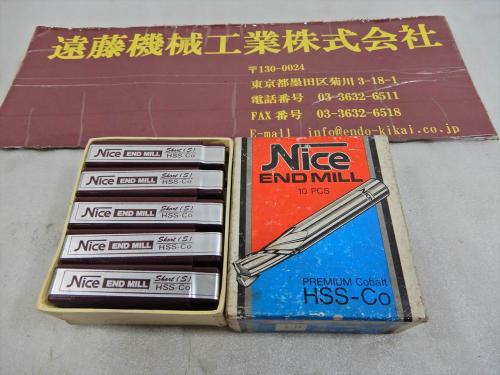 遠藤機械工業株式会社
〒130-0024
東京都墨田区菊川3-18-1
電話番号 03-3632-6511
FAX番号 03-3632-6518
E-mail info@endo-kikai.co.jp
Nice END MILL Short (S) HSS-Co
Nice END MILL Short (S) HSS-Co
Nice END MILL Short (S) HSS-Co
Nice END MILL Short (S) HSS-Co
Nice END MILL Short (S) HSS-Co
Nice
END MILL
10 PCS
PREMIUM Cobalt
HSS-Co